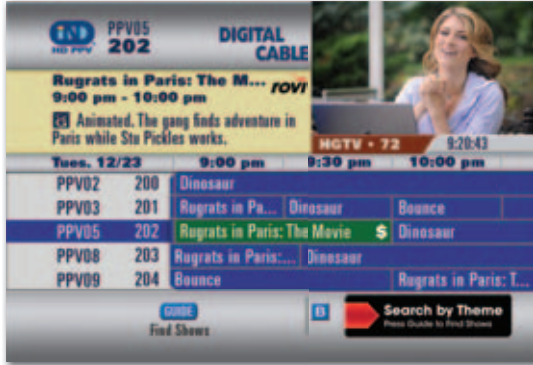 iND PPV05
HD PPV 202
DIGITAL
CABLE
Rugrats in Paris: The M... rovi
9:00 pm - 10:00
pm
Animated. The gang finds adventure in
Paris while Stu Pickles works.
HGTV • 72 9:20:43
Tues. 12/23 9:00 pm 9:30 pm 10:00 pm
PPV02 200 Dinosaur
PPV03 201 Rugrats in Pa... Dinosaur Bounce
PPV05 202 Rugrats in Paris: The Movie $ Dinosaur
PPV08 203 Rugrats in Paris:... Dinosaur
PPV09 204 Bounce Rugrats in Paris: T...
GUIDE
Find Shows
B Search by Theme
Press Guide to Find Shows